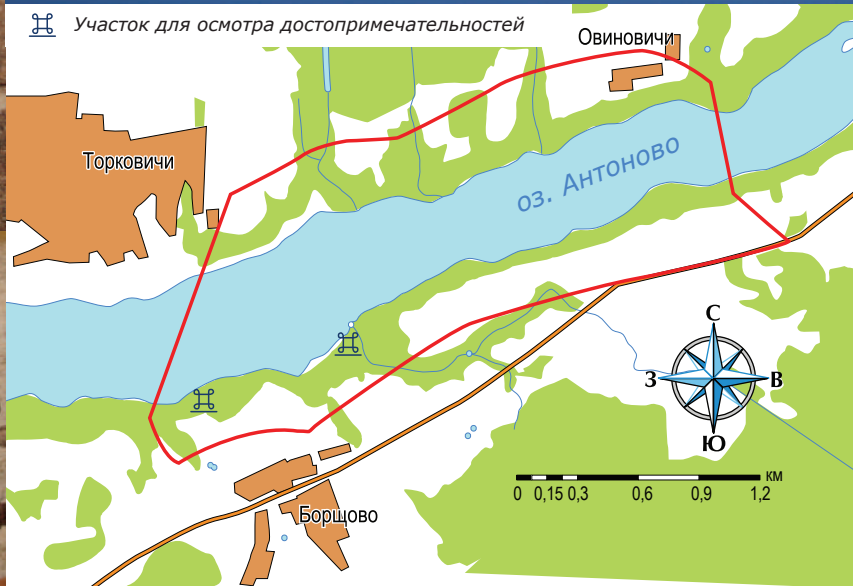 Участок для осмотра достопримечательностей
Овиновичи
Торковичи
оз. Антоново
С
З
В
Ю
км
0 0,15 0,3 0,6 0,9 1,2
Борщово